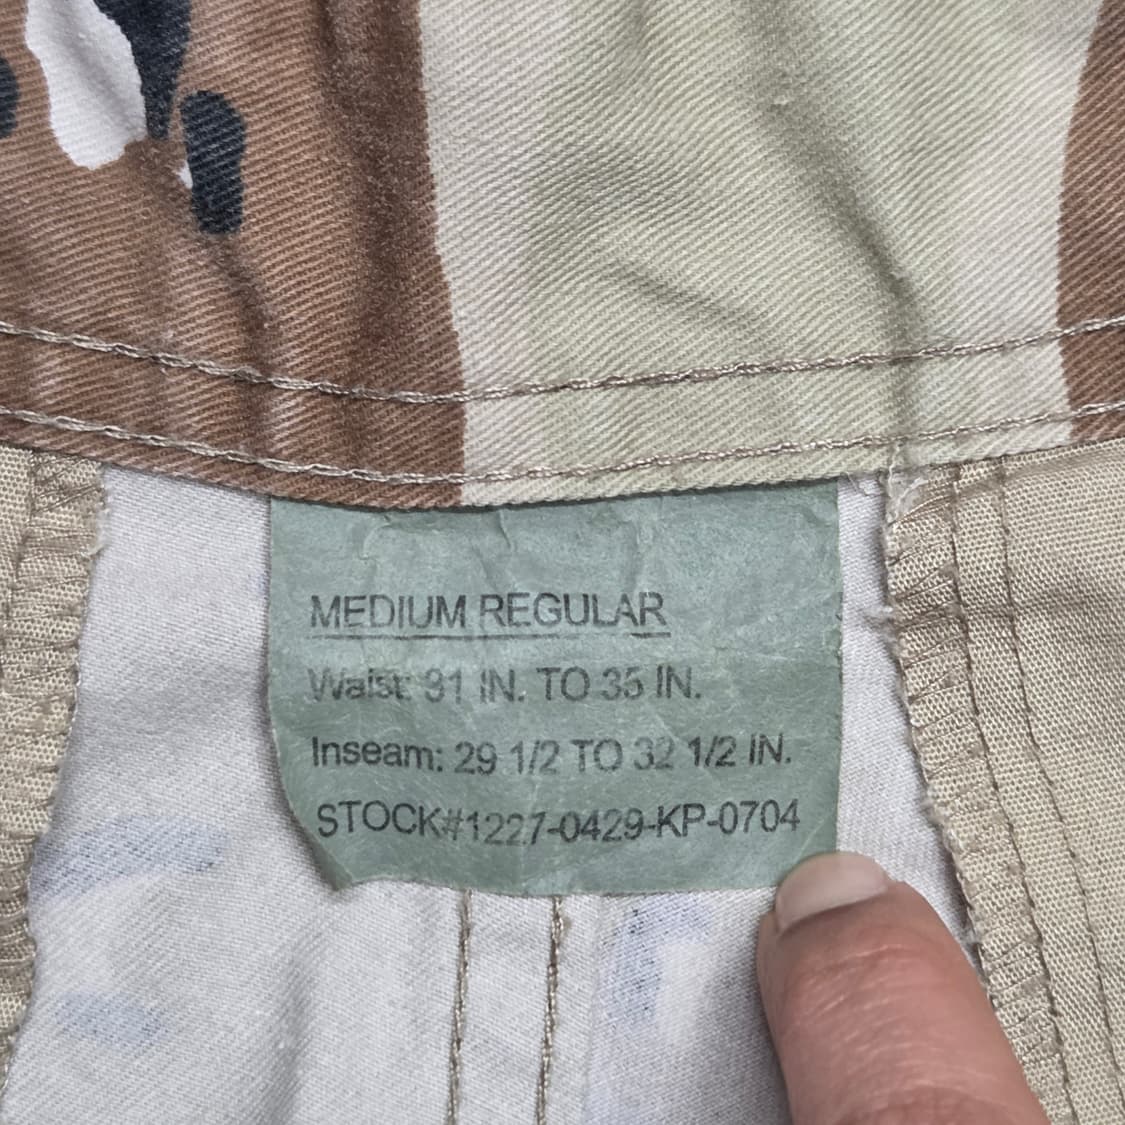 MEDIUM REGULAR
Waist: 31 IN. TO 35 IN.
Inseam: 29 1/2 TO 32 1/2 IN.
STOCK#1227-0429-KP-0704